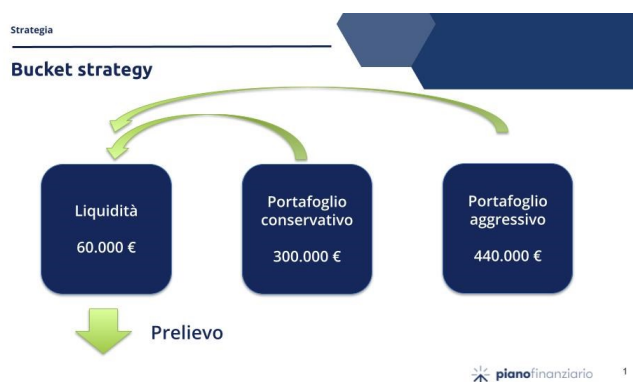 Strategia
Bucket strategy
Liquidità
60.000 €
Portafoglio
conservativo
300.000 €
Portafoglio
aggressivo
440.000 €
Prelievo
pianofinanziario
1